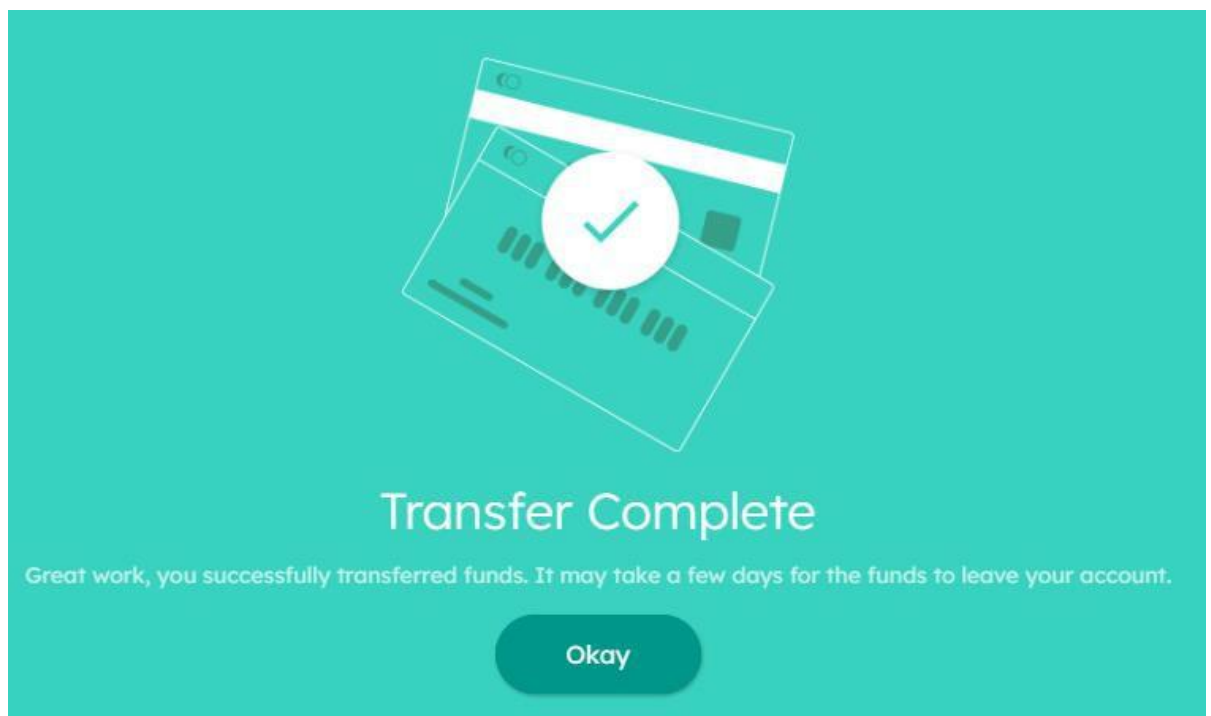 Transfer Complete
Great work, you successfully transferred funds. It may take a few days for the funds to leave your account.
Okay